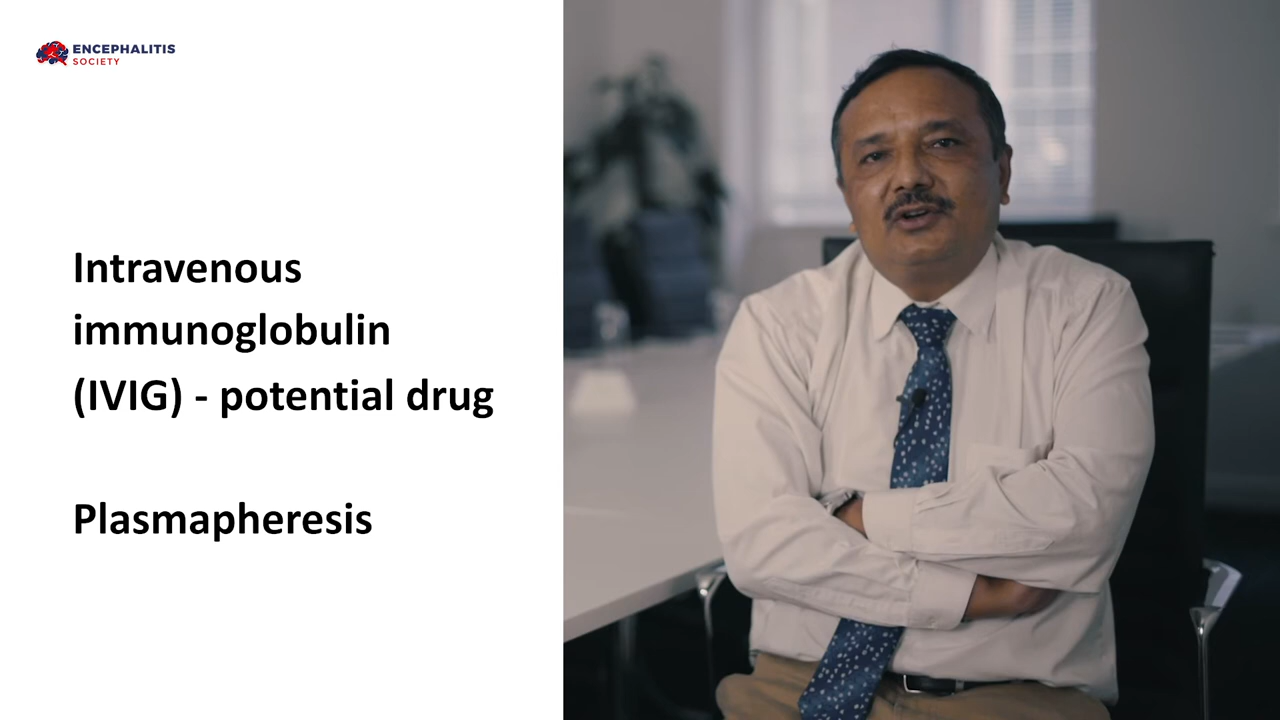 ENCEPHALITIS
SOCIETY
Intravenous
immunoglobulin
(IVIG) - potential drug
Plasmapheresis